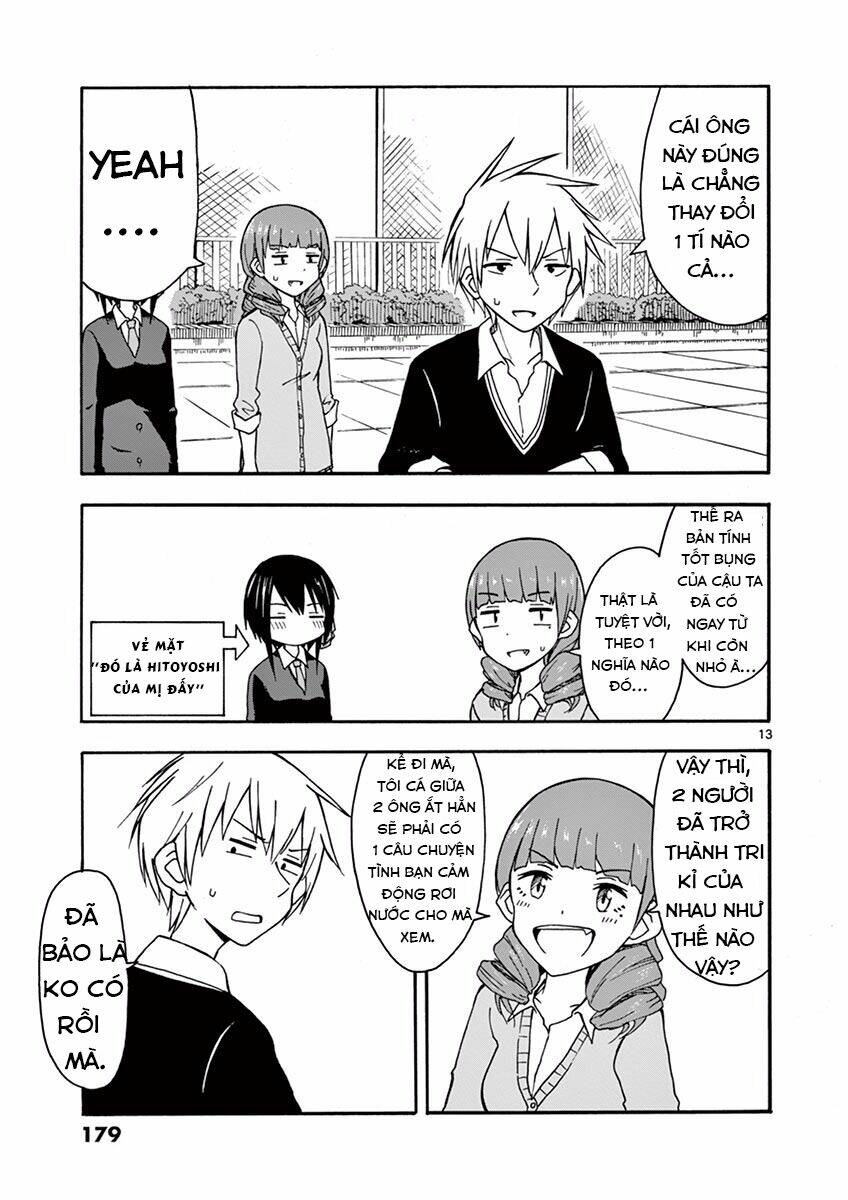 CÁI ÔNG
NÀY ĐÚNG
LÀ CHẲNG
THAY ĐỔI
1 TÍ NÀO
CẢ...
YEAH
....
THẾ RA
BẢN TÍNH
TỐT BỤNG
CỦA CẬU TA
ĐÃ CÓ
NGAY TỪ
KHI CÒN
NHỎ À...
THẬT LÀ
TUYỆT VỜI,
THEO 1
NGHĨA NÀO
ĐÓ...
VẺ MẶT
"ĐÓ LÀ HITOYOSHI
CỦA MỊ ĐẤY"
13
VẬY THÌ,
2 NGƯỜI
ĐÃ TRỞ
THÀNH TRI
KỈ CỦA
NHAU NHƯ
THẾ NÀO
VẬY?
KỂ ĐI MÀ,
TÔI CÁ GIỮA
2 ÔNG ẮT HẲN
SẼ PHẢI CÓ
1 CÂU CHUYỆN
TÌNH BẠN CẢM
ĐỘNG RƠI
NƯỚC CHO MÀ
XEM.
ĐÃ
BẢO LÀ
KO CÓ
RỒI
MÀ.
179